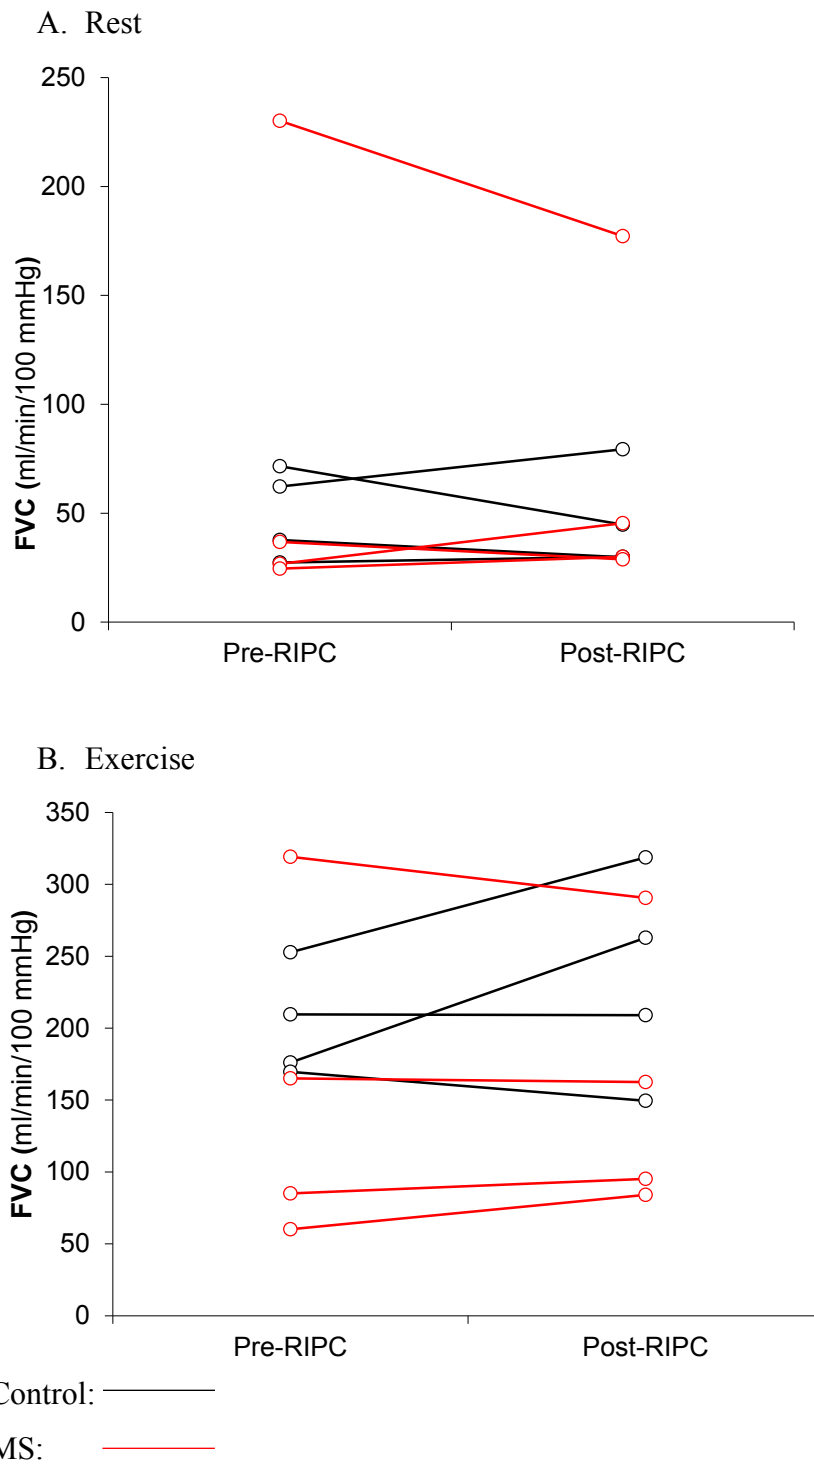 A. Rest
250
200
150
100
50
0
FVC (ml/min/100 mmHg)
Pre-RIPC Post-RIPC
B. Exercise
350
300
250
200
150
100
50
0
FVC (ml/min/100 mmHg)
Pre-RIPC Post-RIPC
Control:
MS: